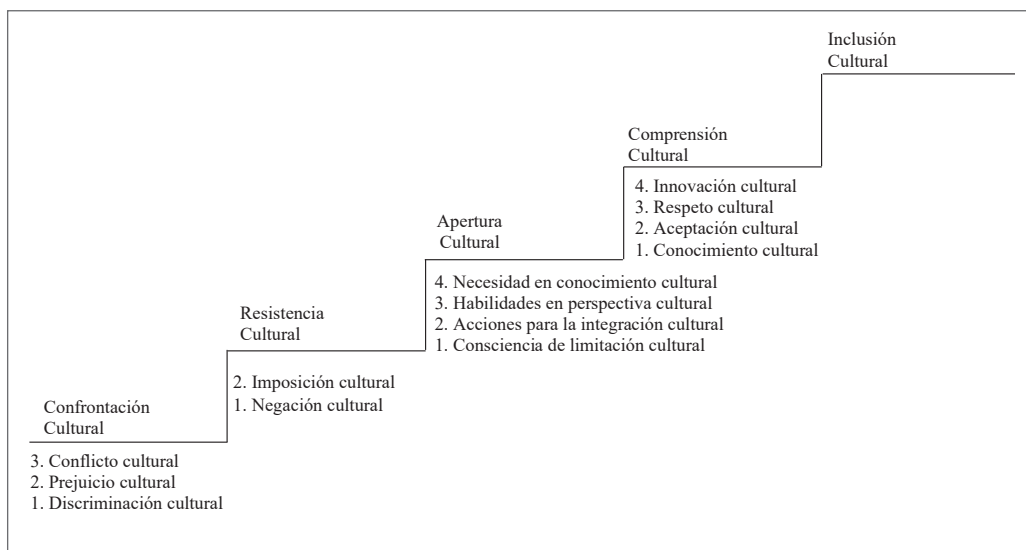 Inclusión
Cultural
Comprensión
Cultural
4. Innovación cultural
3. Respeto cultural
2. Aceptación cultural
1. Conocimiento cultural
Apertura
Cultural
4. Necesidad en conocimiento cultural
3. Habilidades en perspectiva cultural
2. Acciones para la integración cultural
1. Consciencia de limitación cultural
Resistencia
Cultural
2. Imposición cultural
1. Negación cultural
Confrontación
Cultural
3. Conflicto cultural
2. Prejuicio cultural
1. Discriminación cultural